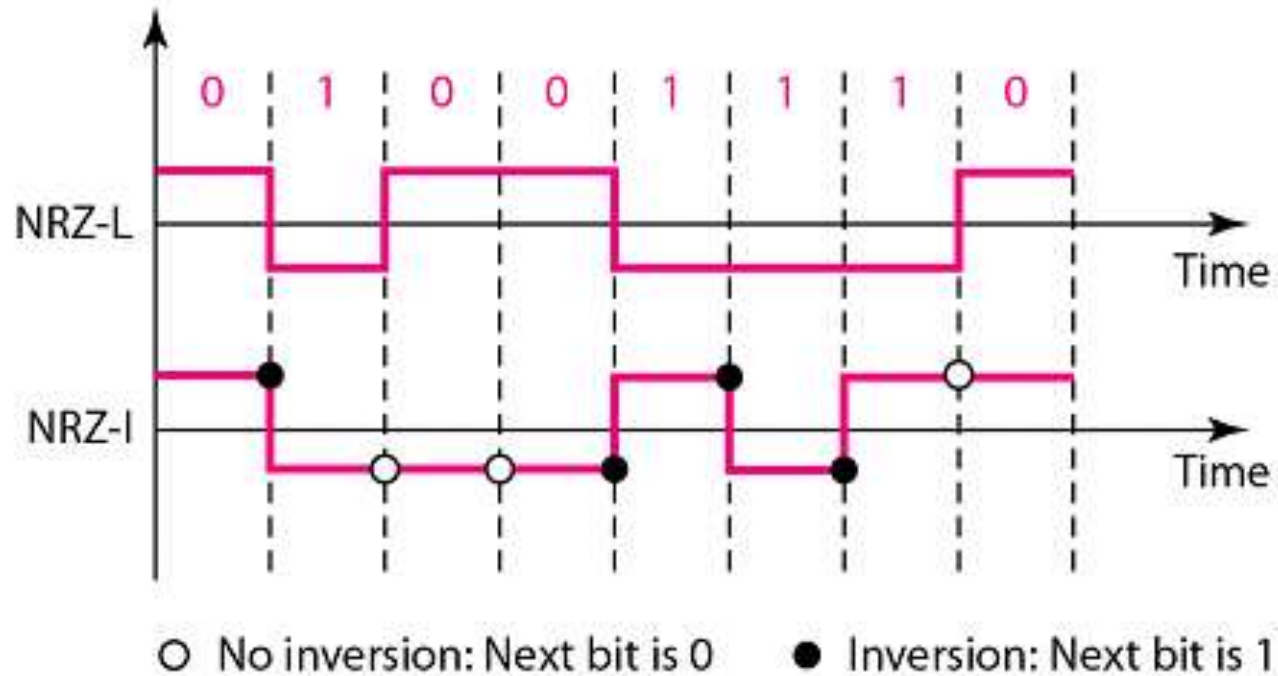 0 1 0 0 1 1 1 0
NRZ-L
Time
NRZ-I
Time
No inversion: Next bit is 0
Inversion: Next bit is 1